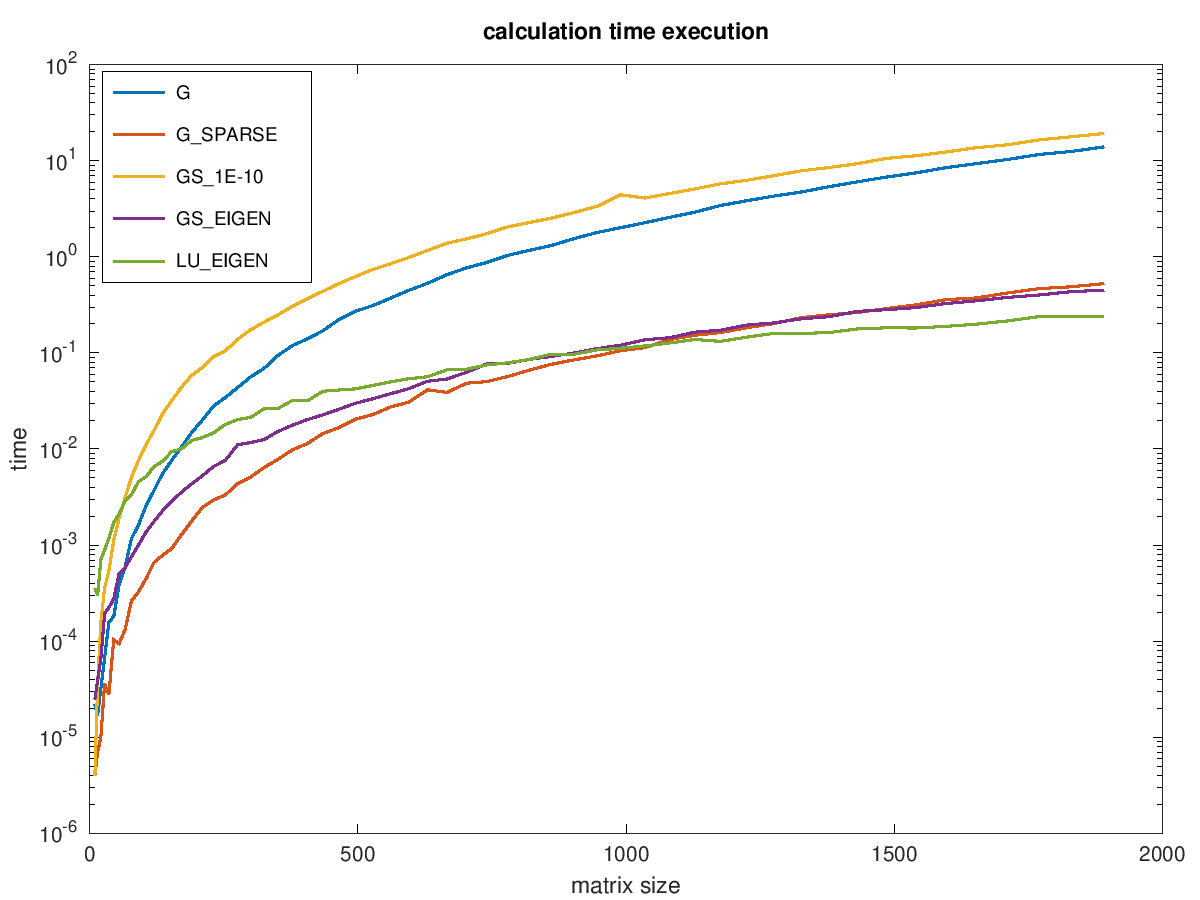 calculation time execution
10^2
10^1
10^0
10^-1
10^-2
10^-3
10^-4
10^-5
10^-6
time
G
G_SPARSE
GS_1E-10
GS_EIGEN
LU_EIGEN
0 500 1000 1500 2000
matrix size